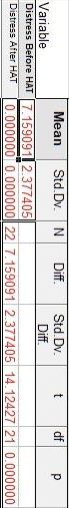 Variable Mean Std Dv. N Diff. Std Dv. Diff. t df p
Distress Before HAT 7.159091 2.377405
Distress After HAT 0.000000 0.000000 22 7.159091 2.377405 14.12427 21 0.000000